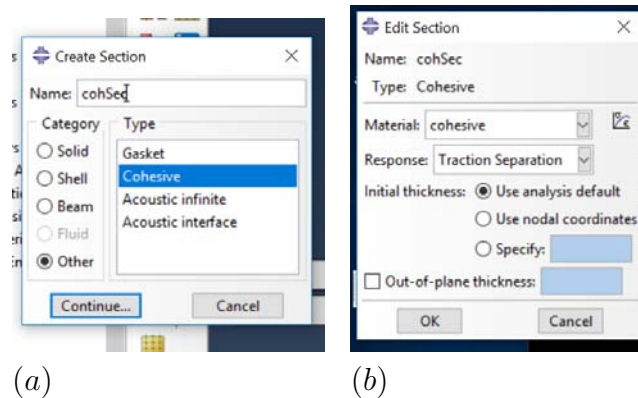 Create Section
Name: cohSec
Category Type
Solid
Shell
Beam
Fluid
Other
Gasket
Cohesive
Acoustic infinite
Acoustic interface
Continue... Cancel
(a)
Edit Section
Name: cohSec
Type: Cohesive
Material: cohesive
Response: Traction Separation
Initial thickness: Use analysis default
Use nodal coordinates
Specify:
Out-of-plane thickness:
OK Cancel
(b)